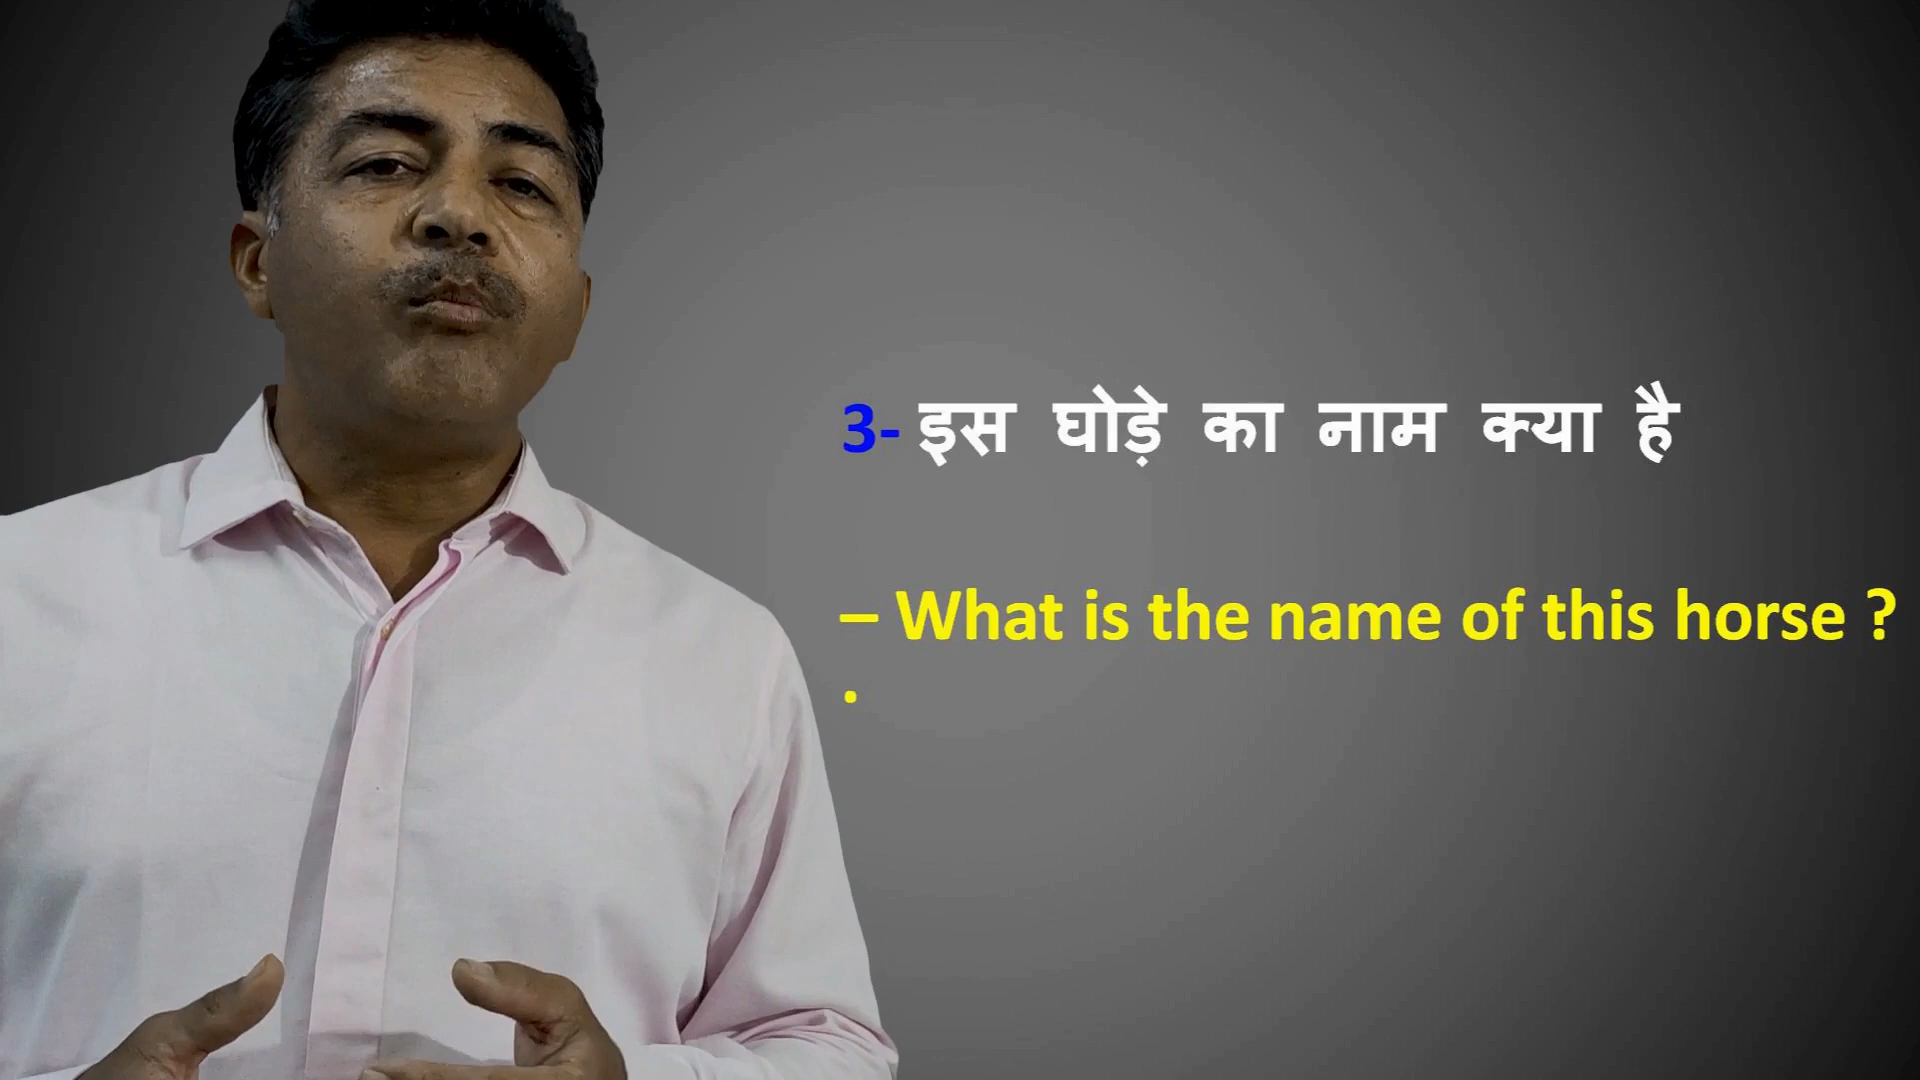 3- इस घोड़े का नाम क्या है
– What is the name of this horse ?
.